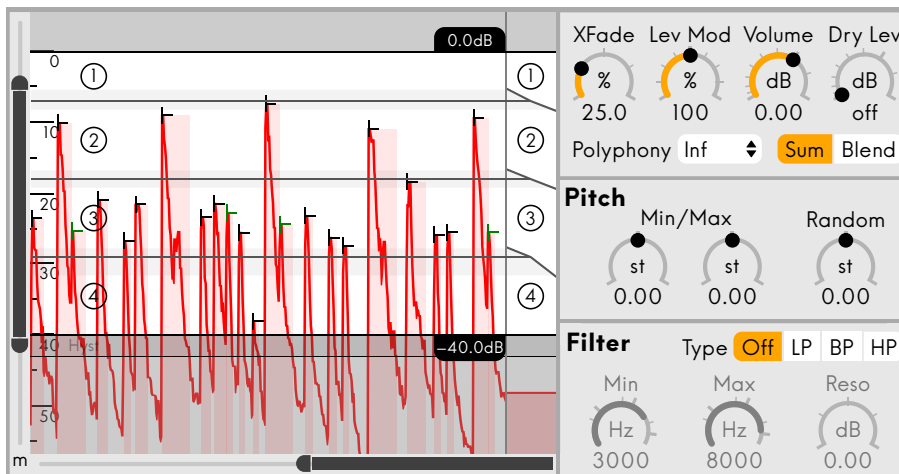 0.0dB
0
10
20
30
40
50
1
2
3
4
1
2
3
4
Hyst
−40.0dB
m
XFade Lev Mod Volume Dry Lev
% % dB dB
25.0 100 0.00 off
Polyphony Inf Sum Blend
Pitch
Min/Max Random
st st st
0.00 0.00 0.00
Filter Type Off LP BP HP
Min Max Reso
Hz Hz dB
3000 8000 0.00